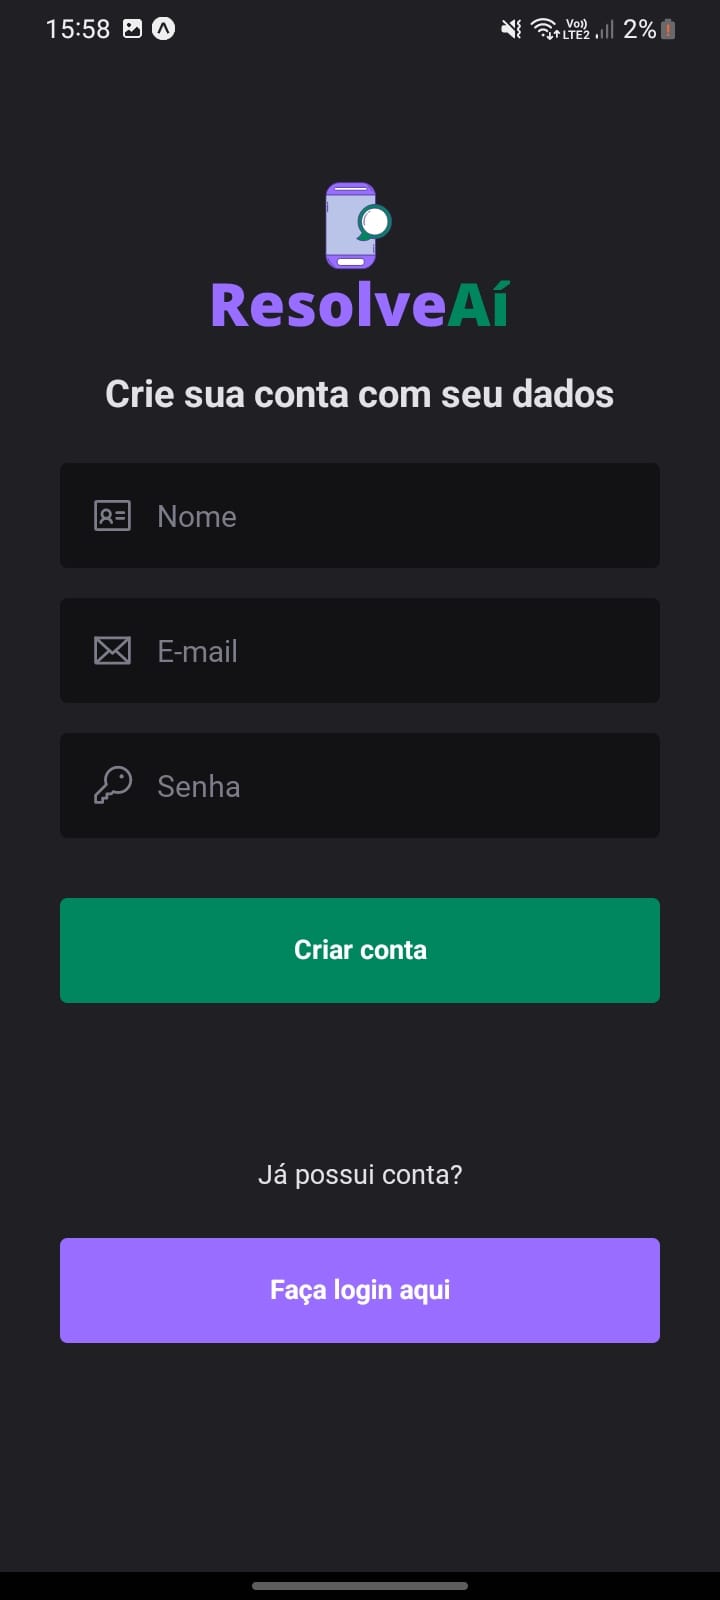 15:58 Vo)) LTE2 2%
ResolveAí
Crie sua conta com seu dados
Nome
E-mail
Senha
Criar conta
Já possui conta?
Faça login aqui